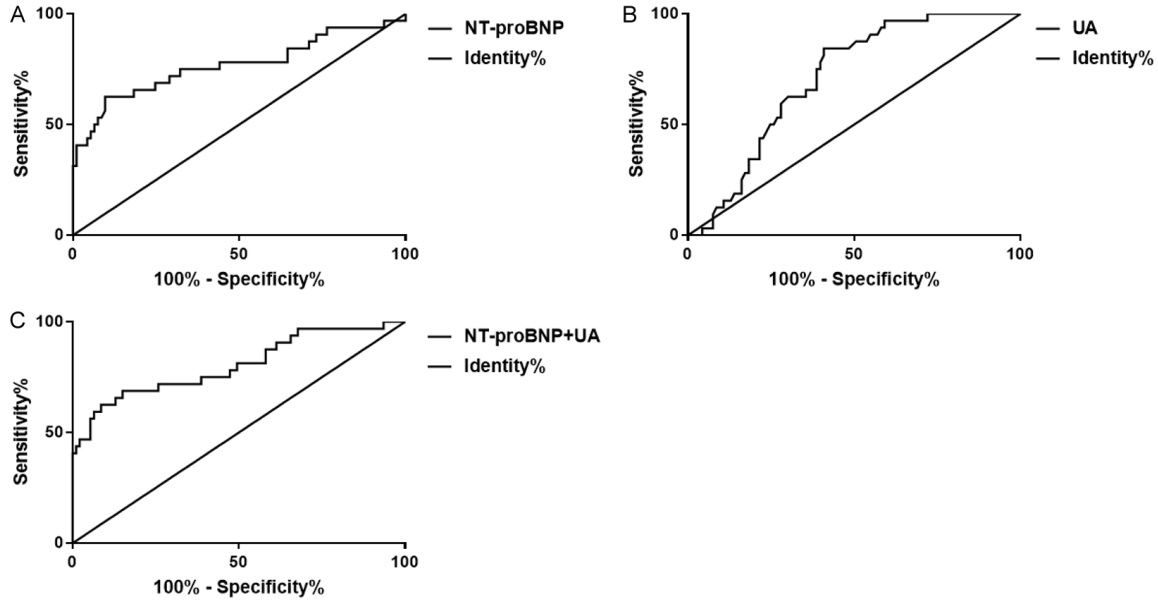 A
100
50
0
Sensitivity%
0 50 100
100% - Specificity%
NT-proBNP
Identity%
B
100
50
0
Sensitivity%
0 50 100
100% - Specificity%
UA
Identity%
C
100
50
0
Sensitivity%
0 50 100
100% - Specificity%
NT-proBNP+UA
Identity%